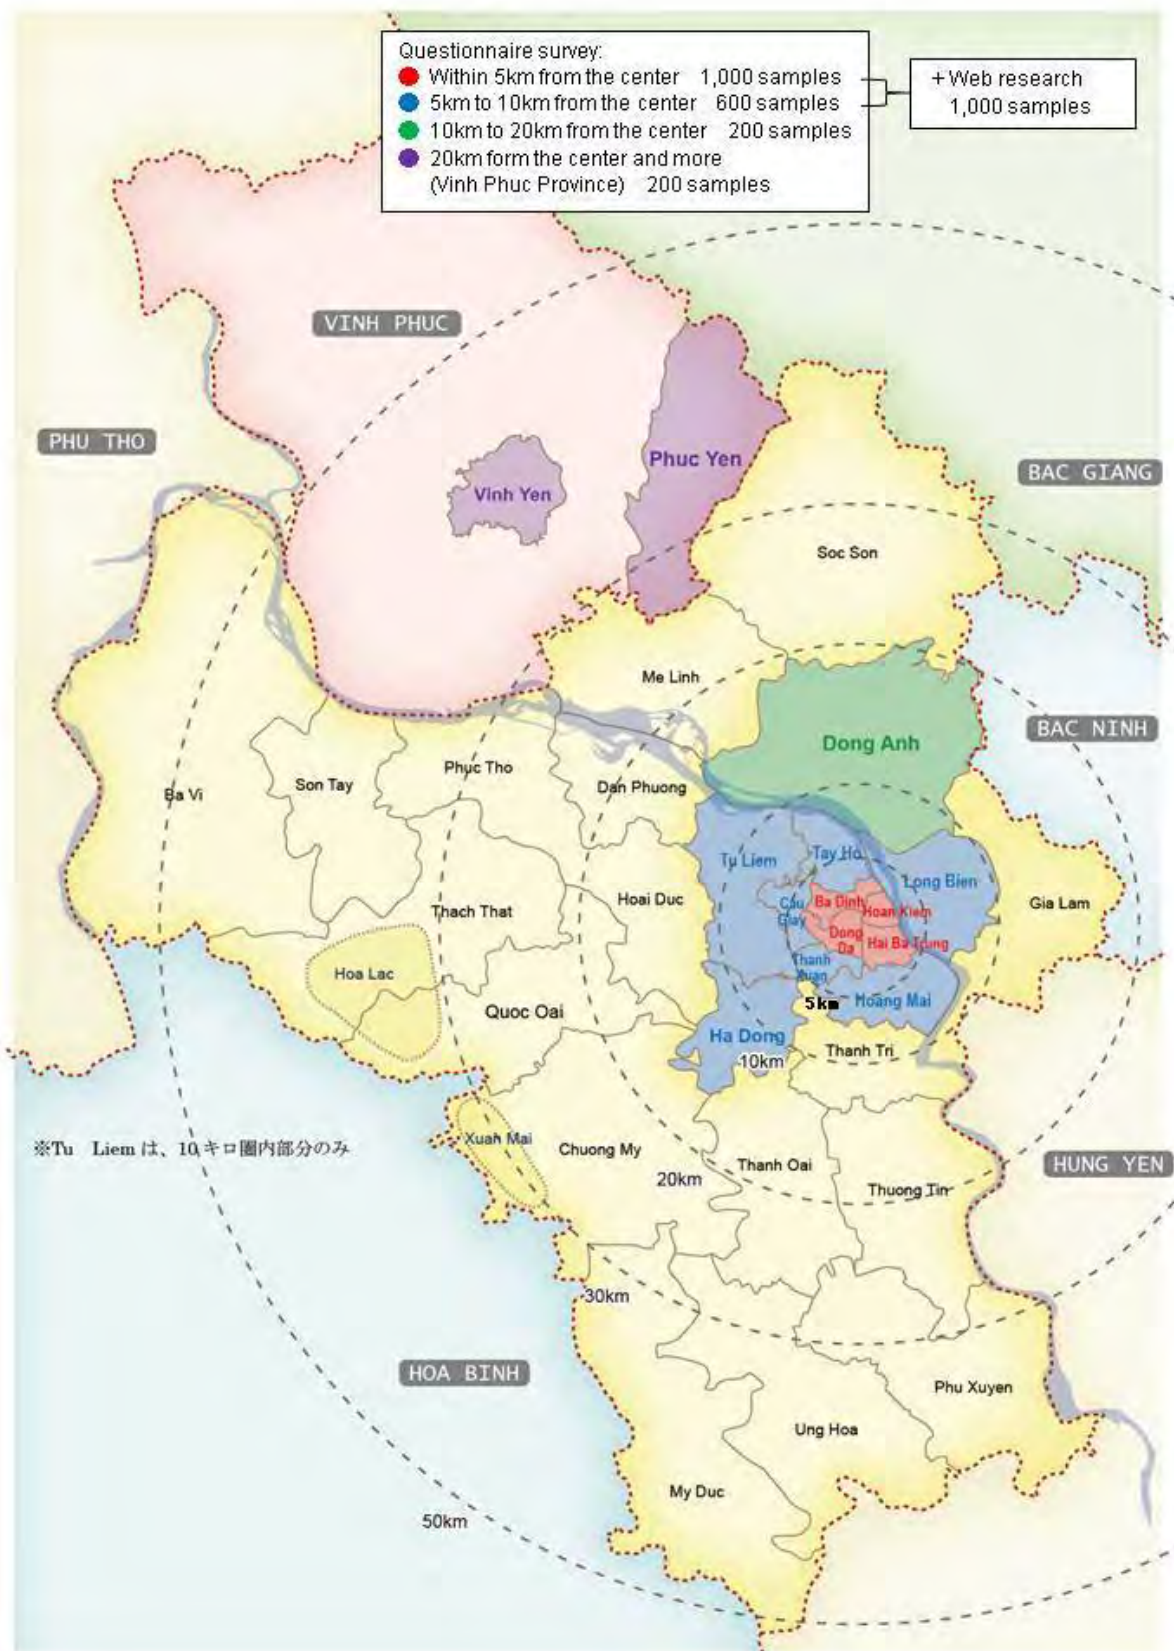 Questionnaire survey:
Within 5km from the center 1,000 samples
5km to 10km from the center 600 samples
10km to 20km from the center 200 samples
20km form the center and more
(Vinh Phuc Province) 200 samples
+ Web research
1,000 samples
VINH PHUC
PHU THO
Phuc Yen
BAC GIANG
Vinh Yen
Soc Son
Me Linh
BAC NINH
Dong Anh
Phuc Tho
Son Tay
Dan Phuong
Ba Vi
Tu Liem
Tay Ho
Long Bien
Hoai Duc
Cau
Giay
Ba Dinh
Hoan Kiem
Gia Lam
Thach That
Dong
Da
Hai Ba Trung
Thanh
Xuan
Hoa Lac
5km
Hoang Mai
Quoc Oai
Ha Dong
Thanh Tri
10km
※Tu Liem は、10キロ圏内部分のみ
Xuan Mai
Chuong My
Thanh Oai
HUNG YEN
20km
Thuong Tin
30km
HOA BINH
Phu Xuyen
Ung Hoa
My Duc
50km